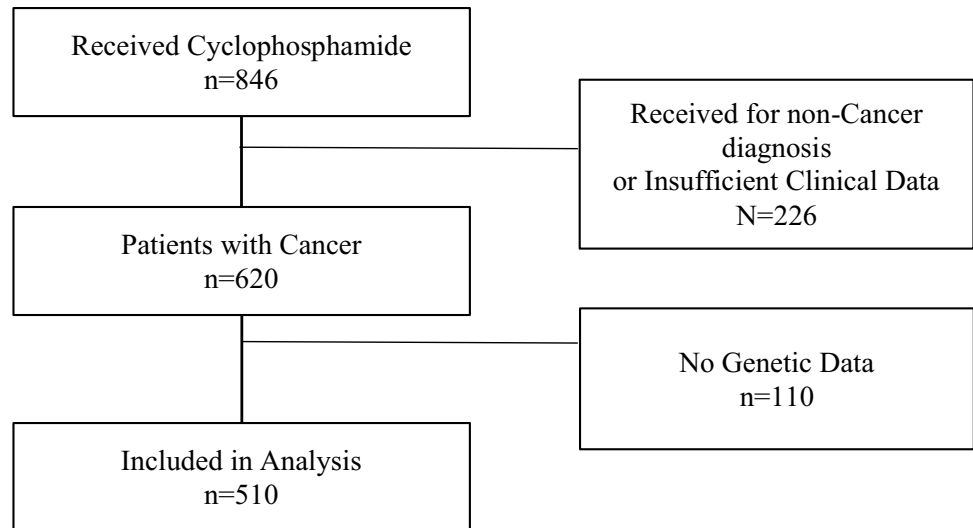 Received Cyclophosphamide
n=846
Received for non-Cancer
diagnosis
or Insufficient Clinical Data
N=226
Patients with Cancer
n=620
No Genetic Data
n=110
Included in Analysis
n=510